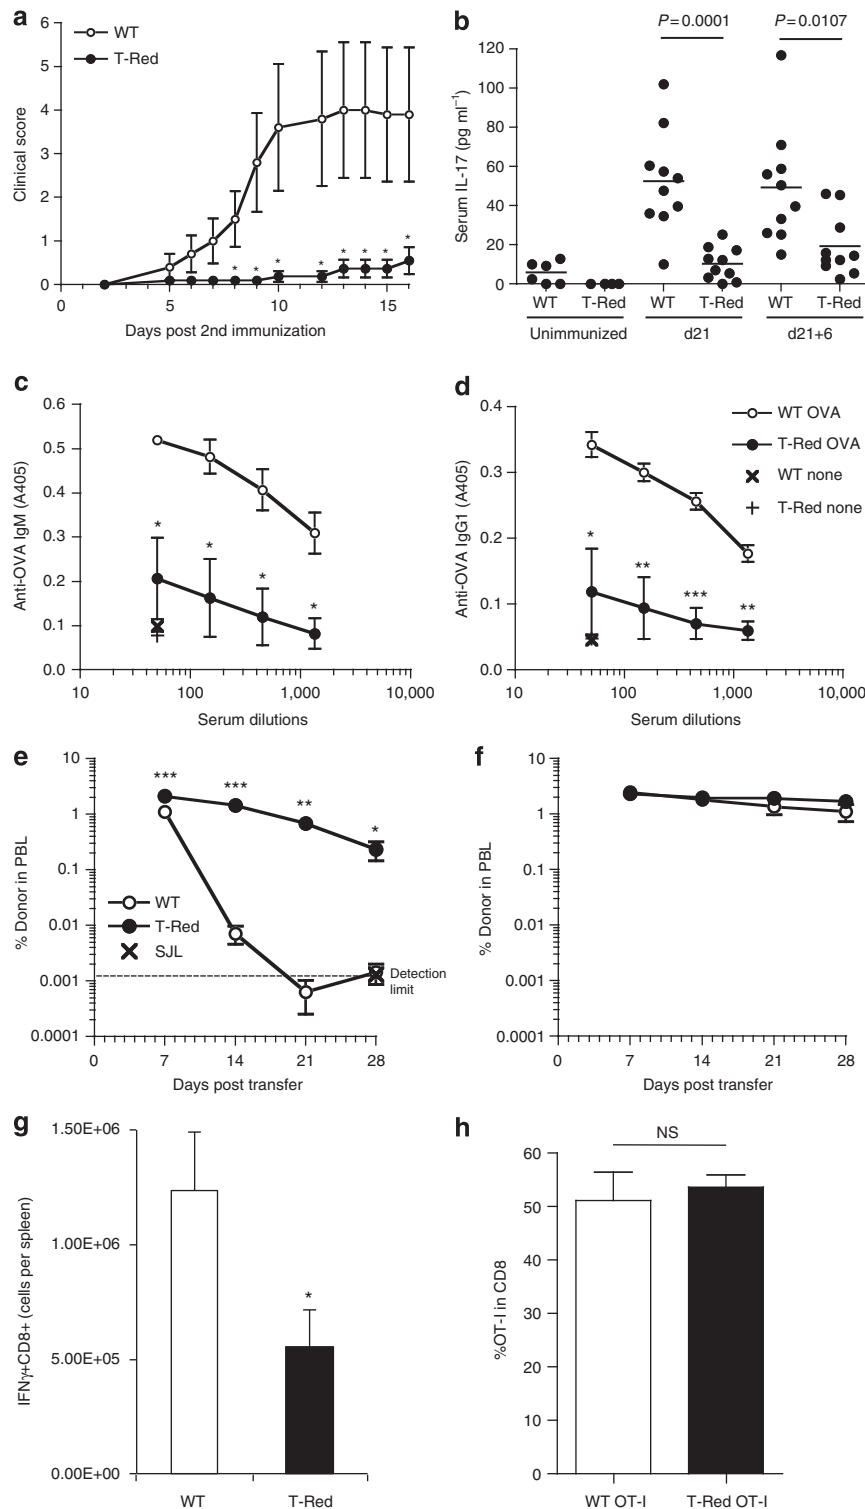 a
6
5
4
3
2
1
0
Clinical score
WT
T-Red
* * * * * * * *
0 5 10 15
Days post 2nd immunization
b
P=0.0001 P=0.0107
120
100
80
60
40
20
0
Serum IL-17 (pg ml⁻¹)
WT T-Red WT T-Red WT T-Red
Unimmunized d21 d21+6
c
0.6
0.5
0.4
0.3
0.2
0.1
0.0
Anti-OVA IgM (A405)
* * * *
10 100 1,000 10,000
Serum dilutions
d
0.4
0.3
0.2
0.1
0.0
Anti-OVA IgG1 (A405)
WT OVA
T-Red OVA
WT none
T-Red none
* ** *** **
10 100 1,000 10,000
Serum dilutions
e
10
1
0.1
0.01
0.001
0.0001
% Donor in PBL
*** *** ** *
WT
T-Red
SJL
Detection
limit
0 7 14 21 28
Days post transfer
f
10
1
0.1
0.01
0.001
0.0001
% Donor in PBL
0 7 14 21 28
Days post transfer
g
1.50E+06
1.00E+06
5.00E+05
0.00E+00
IFNγ+CD8+ (cells per spleen)
*
WT T-Red
h
NS
60
50
40
30
20
10
0
%OT-I in CD8
WT OT-I T-Red OT-I